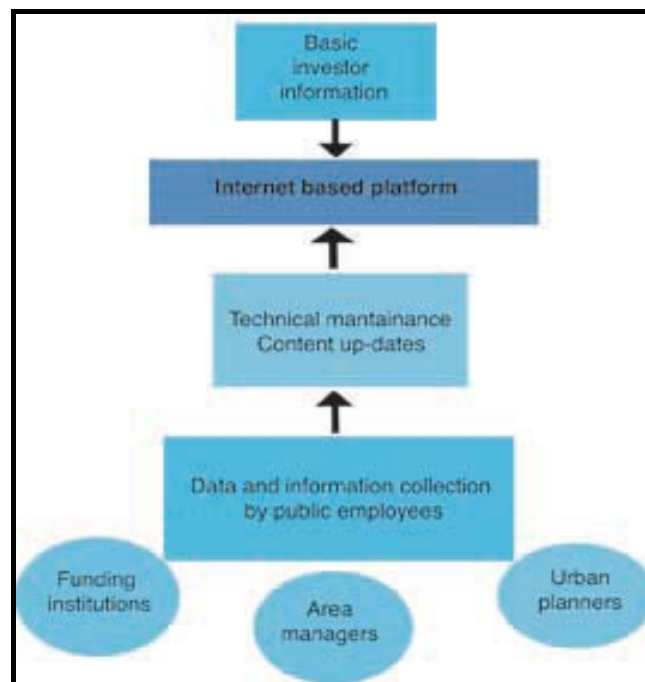 Basic
investor
information
Internet based platform
Technical mantainance
Content up-dates
Data and information collection
by public employees
Funding
institutions
Area
managers
Urban
planners